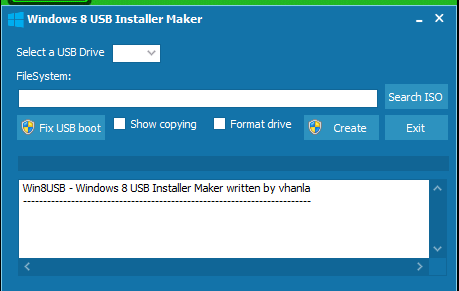 Windows 8 USB Installer Maker
Select a USB Drive
FileSystem:
Search ISO
Fix USB boot
Show copying
Format drive
Create
Exit
Win8USB - Windows 8 USB Installer Maker written by vhanla
------------------------------------------------------------------------